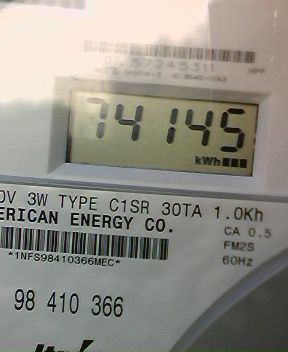 57245311
74145
kWh
0V 3W TYPE C1SR 30TA 1.0Kh
ERICAN ENERGY CO.
CA 0.5
FM2S
60Hz
*1NFS98410366MEC*
98 410 366